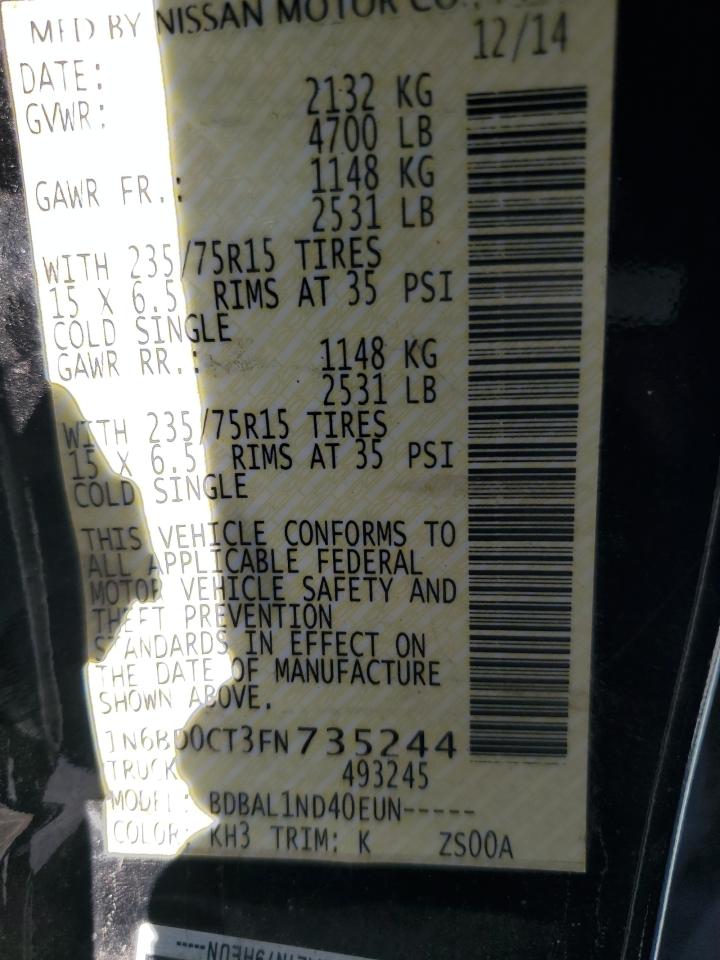 MFD BY NISSAN MOTOR CO.,
DATE: 12/14
GVWR: 2132 KG
4700 LB
GAWR FR.: 1148 KG
2531 LB
WITH 235/75R15 TIRES
15 X 6.5 RIMS AT 35 PSI
COLD SINGLE
GAWR RR.: 1148 KG
2531 LB
WITH 235/75R15 TIRES
15 X 6.5 RIMS AT 35 PSI
COLD SINGLE
THIS VEHICLE CONFORMS TO
ALL APPLICABLE FEDERAL
MOTOR VEHICLE SAFETY AND
THEFT PREVENTION
STANDARDS IN EFFECT ON
THE DATE OF MANUFACTURE
SHOWN ABOVE.
1N6BD0CT3FN735244
TRUCK 493245
MODEL: BDBAL1ND40EUN-----
COLOR: KH3 TRIM: K ZS00A